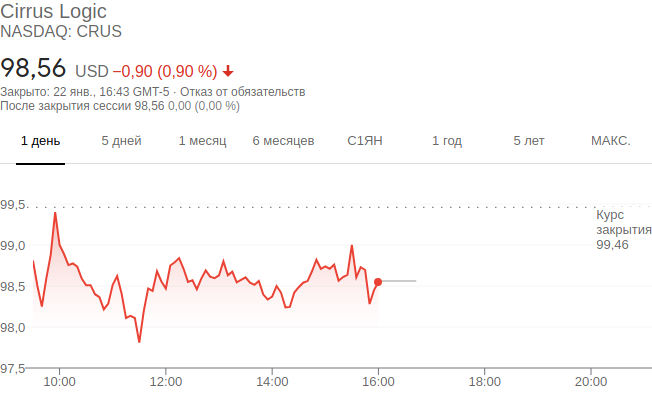 Cirrus Logic
NASDAQ: CRUS
98,56 USD −0,90 (0,90 %)
Закрыто: 22 янв., 16:43 GMT-5 · Отказ от обязательств
После закрытия сессии 98,56 0,00 (0,00 %)
1 день 5 дней 1 месяц 6 месяцев С1ЯН 1 год 5 лет МАКС.
99,5
Курс
закрытия
99,46
99,0
98,5
98,0
97,5
10:00 12:00 14:00 16:00 18:00 20:00